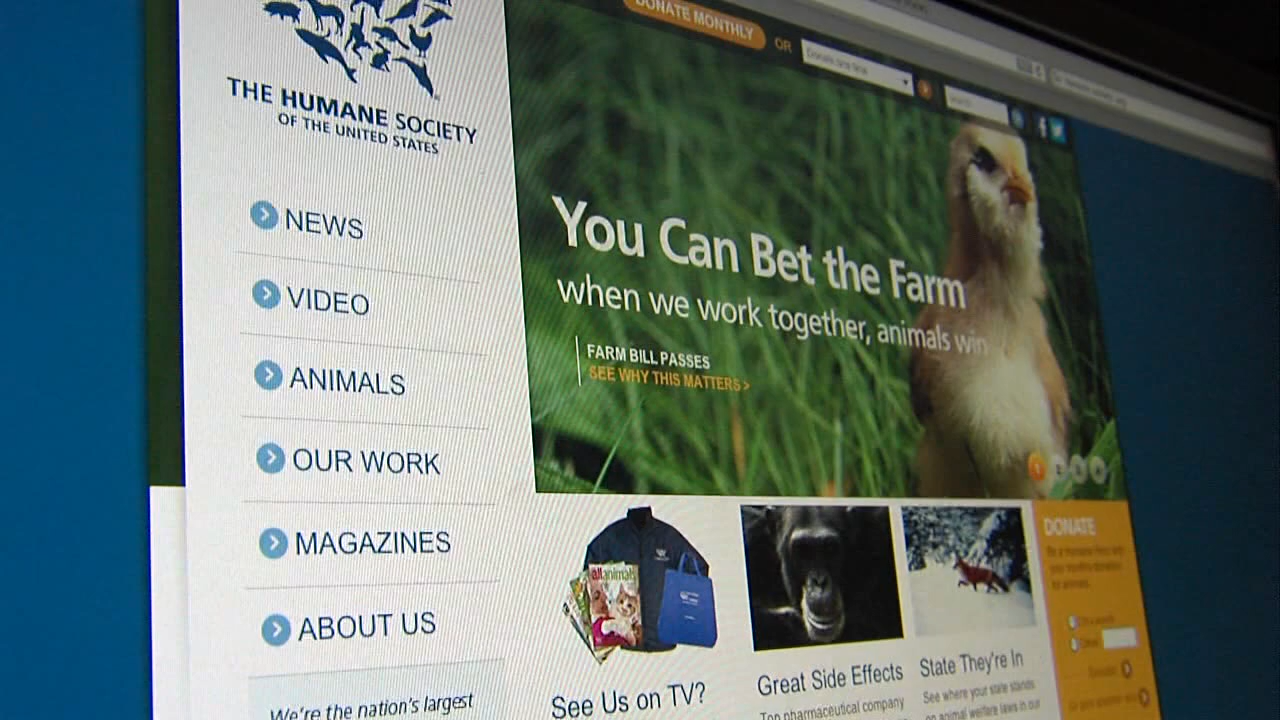 DONATE MONTHLY
OR
THE HUMANE SOCIETY
OF THE UNITED STATES
NEWS
VIDEO
ANIMALS
OUR WORK
MAGAZINES
ABOUT US
We're the nation's largest
You Can Bet the Farm
when we work together, animals win
FARM BILL PASSES
SEE WHY THIS MATTERS >
allanimals
See Us on TV?
Great Side Effects
Top pharmaceutical company
State They're In
See where your state stands
on animal welfare laws in our
DONATE